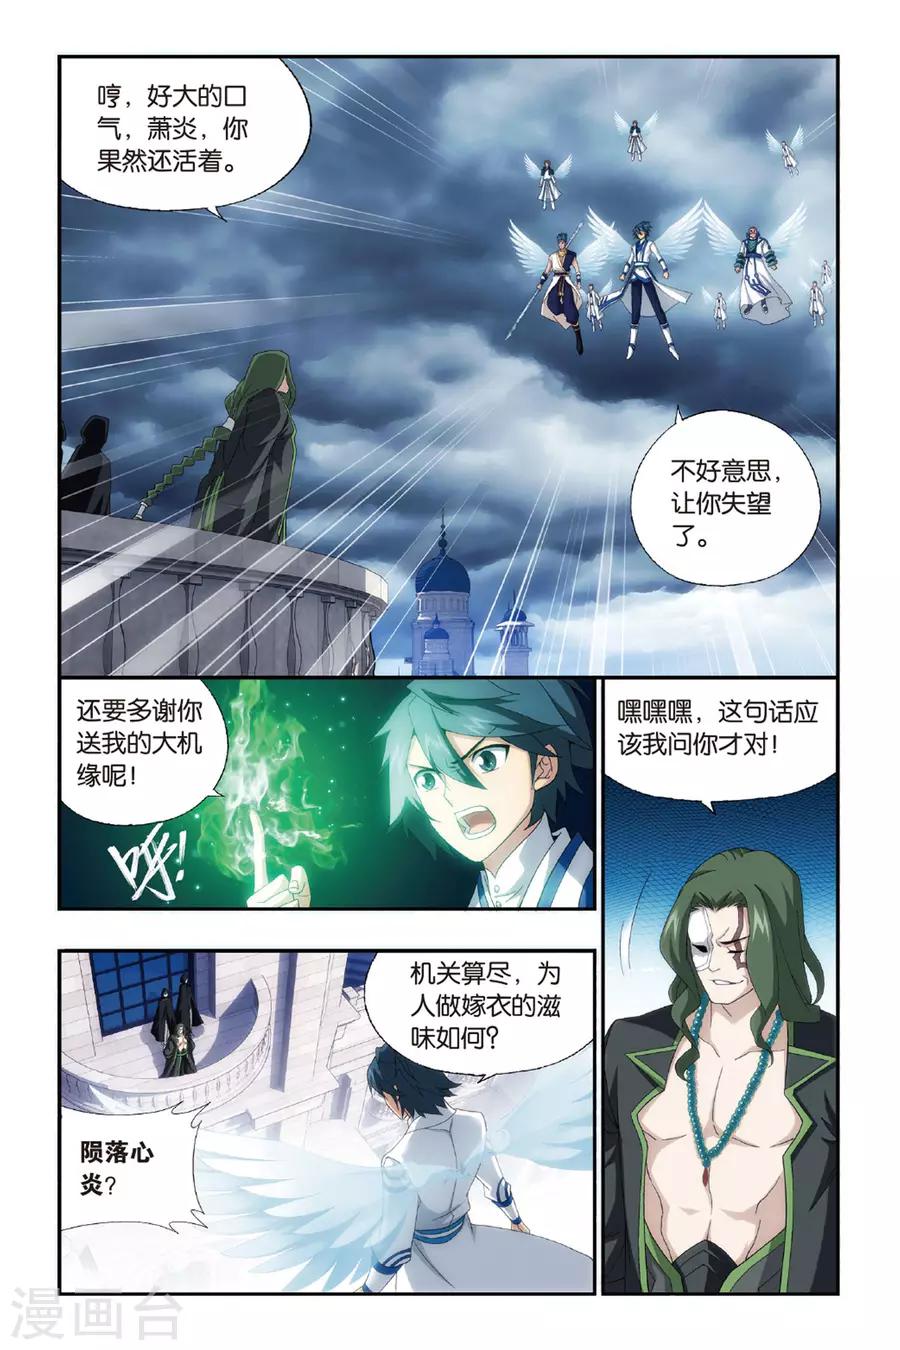 哼，好大的口
气，萧炎，你
果然还活着。
不好意思，
让你失望
了。
还要多谢你
送我的大机
缘呢！
呼！
嘿嘿嘿，这句话应
该我问你才对！
机关算尽，为
人做嫁衣的滋
味如何？
陨落心
炎？
漫画台